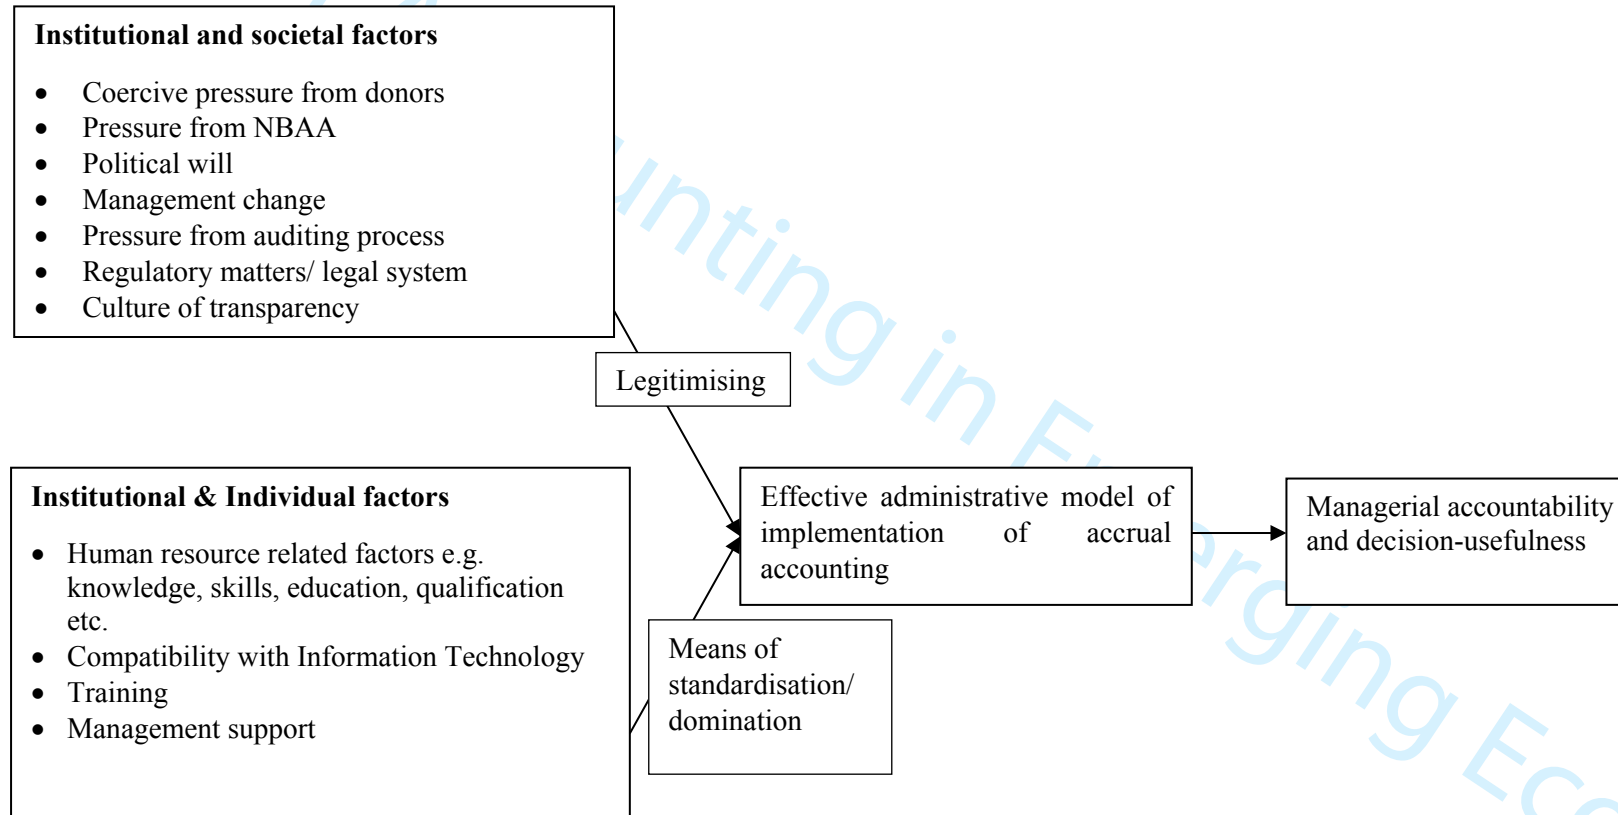 Institutional and societal factors
• Coercive pressure from donors
• Pressure from NBAA
• Political will
• Management change
• Pressure from auditing process
• Regulatory matters/ legal system
• Culture of transparency
Legitimising
Institutional & Individual factors
• Human resource related factors e.g.
knowledge, skills, education, qualification
etc.
• Compatibility with Information Technology
• Training
• Management support
Means of
standardisation/
domination
Effective administrative model of
implementation of accrual
accounting
Managerial accountability
and decision-usefulness
unting in